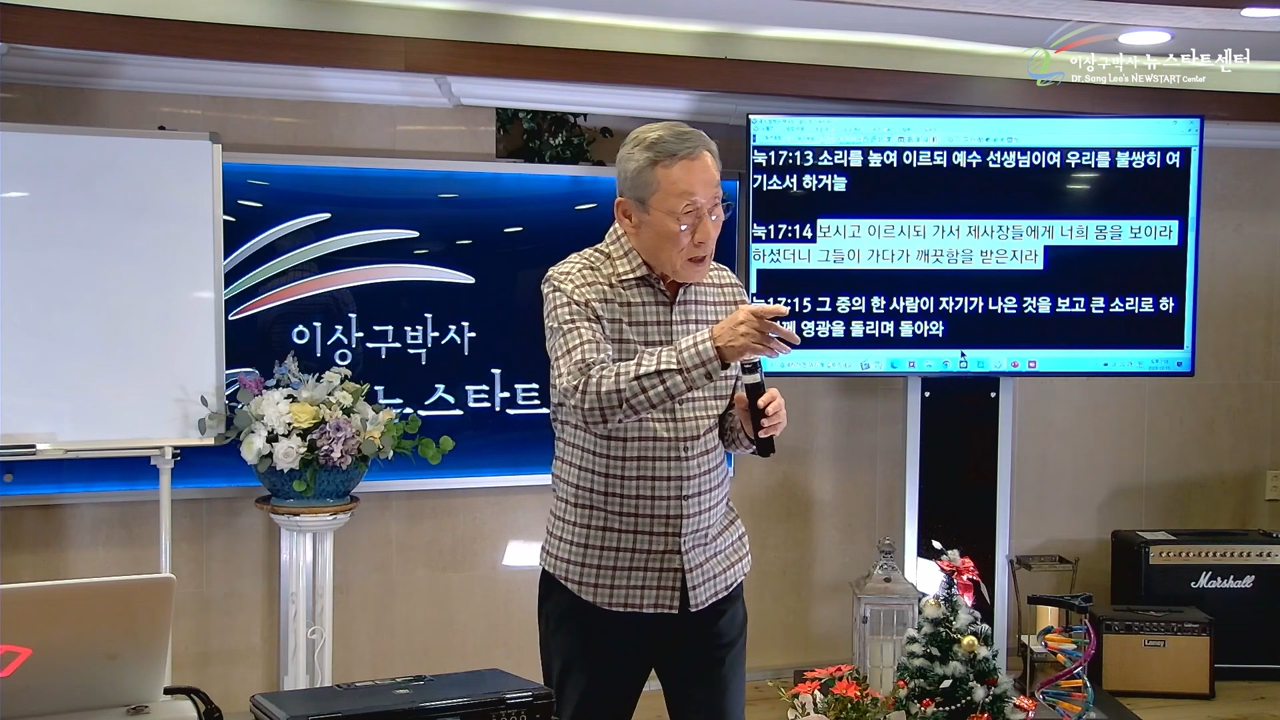 이상구박사 뉴스타트센터
Dr. Sang Lee's NEWSTART Center
눅17:13 소리를 높여 이르되 예수 선생님이여 우리를 불쌍히 여
기소서 하거늘
눅17:14 보시고 이르시되 가서 제사장들에게 너희 몸을 보이라
하셨더니 그들이 가다가 깨끗함을 받은지라
눅17:15 그 중의 한 사람이 자기가 나은 것을 보고 큰 소리로 하
영광을 돌리며 돌아와
이상구박사
뉴스타트
Marshall
Laney